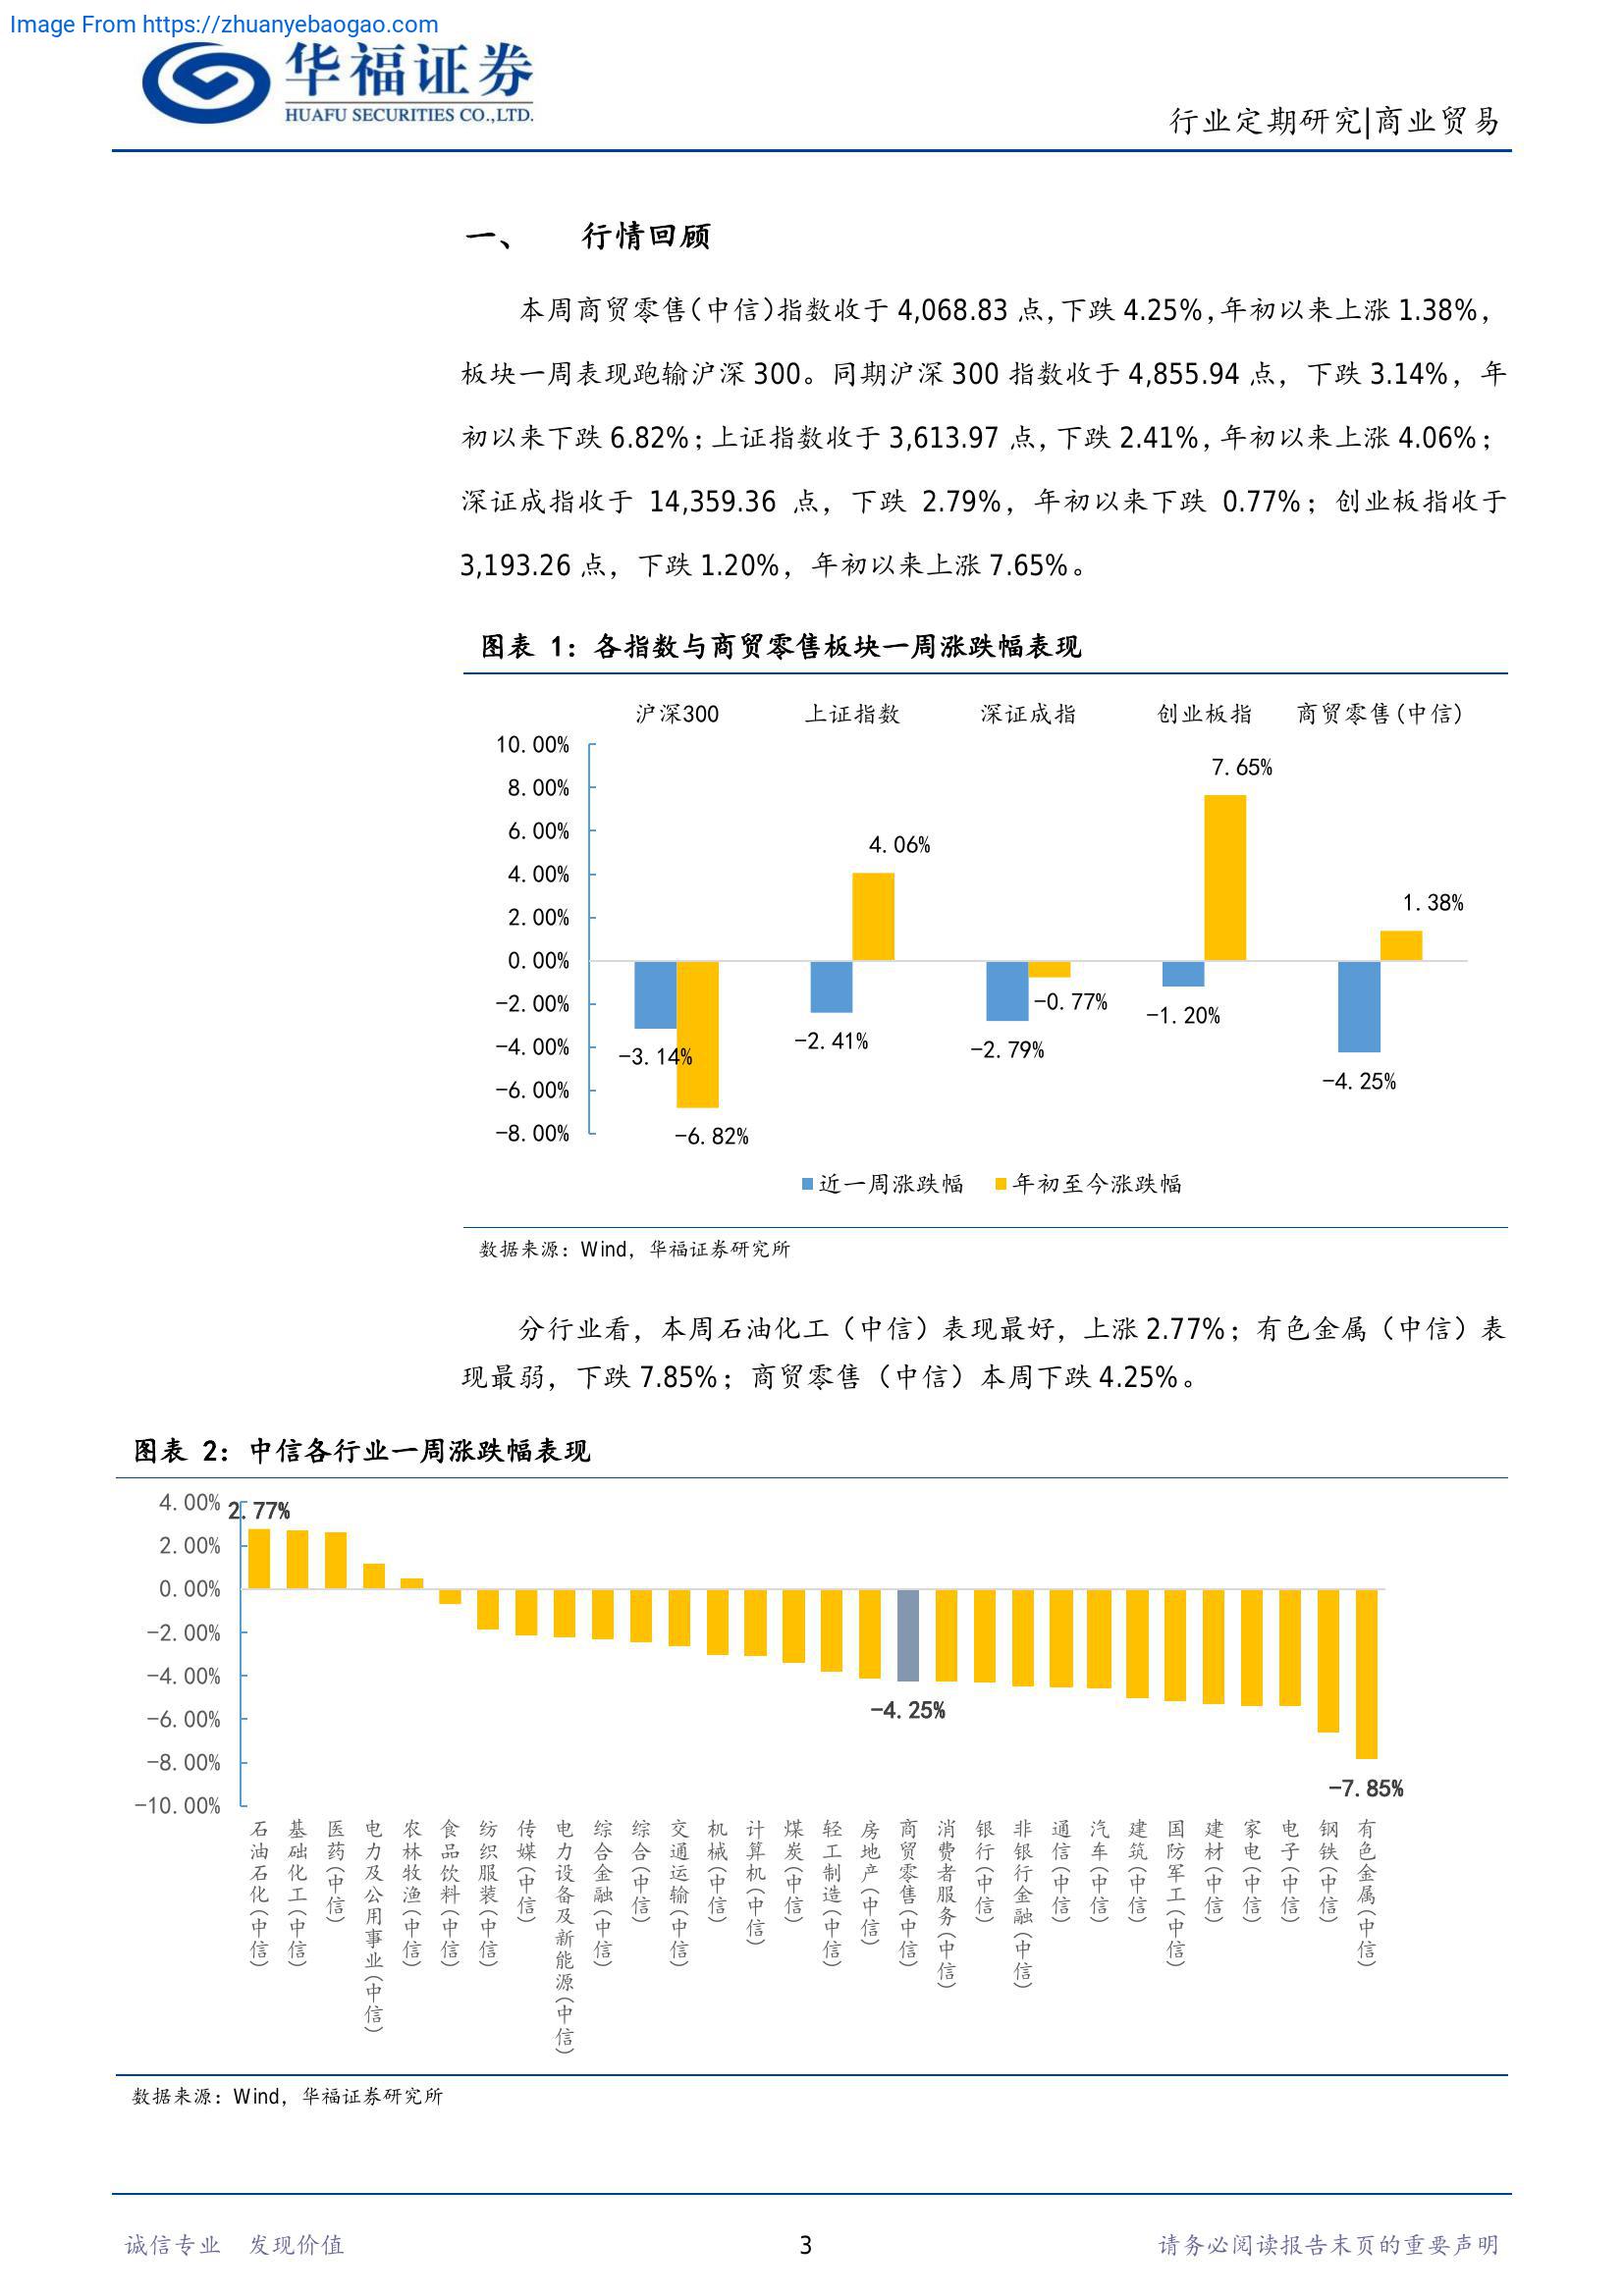 Image From https://zhuanyebaogao.com
华福证券
HUAFU SECURITIES CO.,LTD.
行业定期研究|商业贸易
一、 行情回顾
本周商贸零售(中信)指数收于 4,068.83 点,下跌 4.25%,年初以来上涨 1.38%,
板块一周表现跑输沪深 300。同期沪深 300 指数收于 4,855.94 点，下跌 3.14%，年
初以来下跌 6.82%；上证指数收于 3,613.97 点,下跌 2.41%,年初以来上涨 4.06%；
深证成指收于 14,359.36 点，下跌 2.79%，年初以来下跌 0.77%；创业板指收于
3,193.26 点，下跌 1.20%，年初以来上涨 7.65%。
图表 1：各指数与商贸零售板块一周涨跌幅表现
沪深300 上证指数 深证成指 创业板指 商贸零售(中信)
10.00%
8.00%
6.00%
4.00%
2.00%
0.00%
-2.00%
-4.00%
-6.00%
-8.00%
-3.14%
-6.82%
-2.41%
4.06%
-2.79%
-0.77%
-1.20%
7.65%
-4.25%
1.38%
近一周涨跌幅 年初至今涨跌幅
数据来源：Wind，华福证券研究所
分行业看，本周石油化工（中信）表现最好，上涨 2.77%；有色金属（中信）表
现最弱，下跌 7.85%；商贸零售（中信）本周下跌 4.25%。
图表 2：中信各行业一周涨跌幅表现
4.00%
2.00%
0.00%
-2.00%
-4.00%
-6.00%
-8.00%
-10.00%
2.77%
-4.25%
-7.85%
石油石化(中信)
基础化工(中信)
医药(中信)
电力及公用事业(中信)
农林牧渔(中信)
食品饮料(中信)
纺织服装(中信)
传媒(中信)
电力设备及新能源(中信)
综合金融(中信)
综合(中信)
交通运输(中信)
机械(中信)
计算机(中信)
煤炭(中信)
轻工制造(中信)
房地产(中信)
商贸零售(中信)
消费者服务(中信)
银行(中信)
非银行金融(中信)
通信(中信)
汽车(中信)
建筑(中信)
国防军工(中信)
建材(中信)
家电(中信)
电子(中信)
钢铁(中信)
有色金属(中信)
数据来源：Wind，华福证券研究所
诚信专业 发现价值
3
请务必阅读报告末页的重要声明